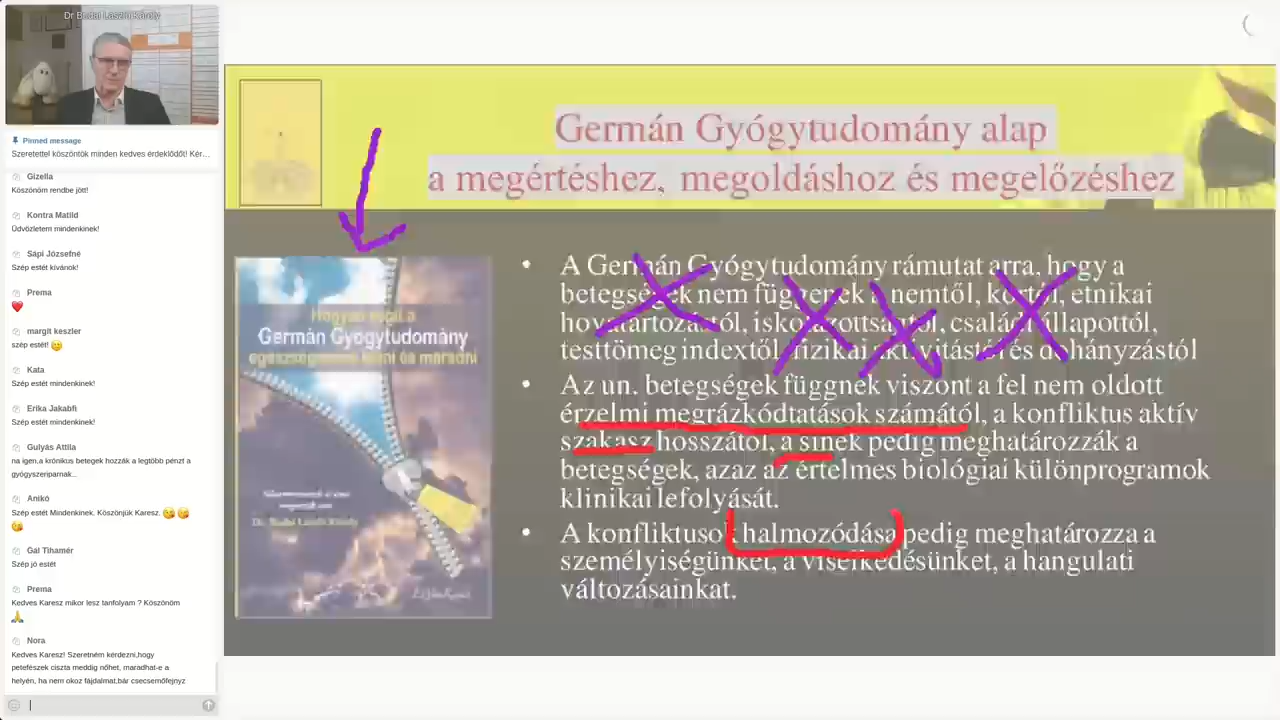 Dr Budai László Károly
Pinned message
Szeretettel köszöntök minden kedves érdeklődőt! Kér…
Gizella
Köszönöm rendbe jött!
Kontra Matild
Üdvözletem mindenkinek!
Sápi Józsefné
Szép estét kívánok!
Prema
❤️
margit keszler
szép estét! 😊
Kata
Szép estét mindenkinek!
Erika Jakabfi
Szép estét mindenkinek!
Gulyás Attila
na igen,a krónikus betegek hozzák a legtöbb pénzt a
gyógyszeriparnak...
Anikó
Szép estét Mindenkinek. Köszönjük Karesz. 😘 😘
😘
Gál Tihamér
Szép jó estét
Prema
Kedves Karesz mikor lesz tanfolyam ? Köszönöm
🙏
Nora
Kedves Karesz! Szeretném kérdezni,hogy
petefészek ciszta meddig nőhet, maradhat-e a
helyén, ha nem okoz fájdalmat,bár csecsemőfejnyz
Germán Gyógytudomány alap
a megértéshez, megoldáshoz és megelőzéshez
Hogyan segít a
Germán Gyógytudomány
egészségesnek lenni és maradni
Dr. Budai László Károly
• A Germán Gyógytudomány rámutat arra, hogy a
betegségek nem függenek a nemtől, kortól, etnikai
hovatartozástól, iskolázottságtól, családi állapottól,
testtömeg indextől fizikai aktivitástól és dohányzástól
• Az un. betegségek függnek viszont a fel nem oldott
érzelmi megrázkódtatások számától, a konfliktus aktív
szakasz hosszától, a sínek pedig meghatározzák a
betegségek, azaz az értelmes biológiai különprogramok
klinikai lefolyását.
• A konfliktusok halmozódása pedig meghatározza a
személyiségünket, a viselkedésünket, a hangulati
változásainkat.